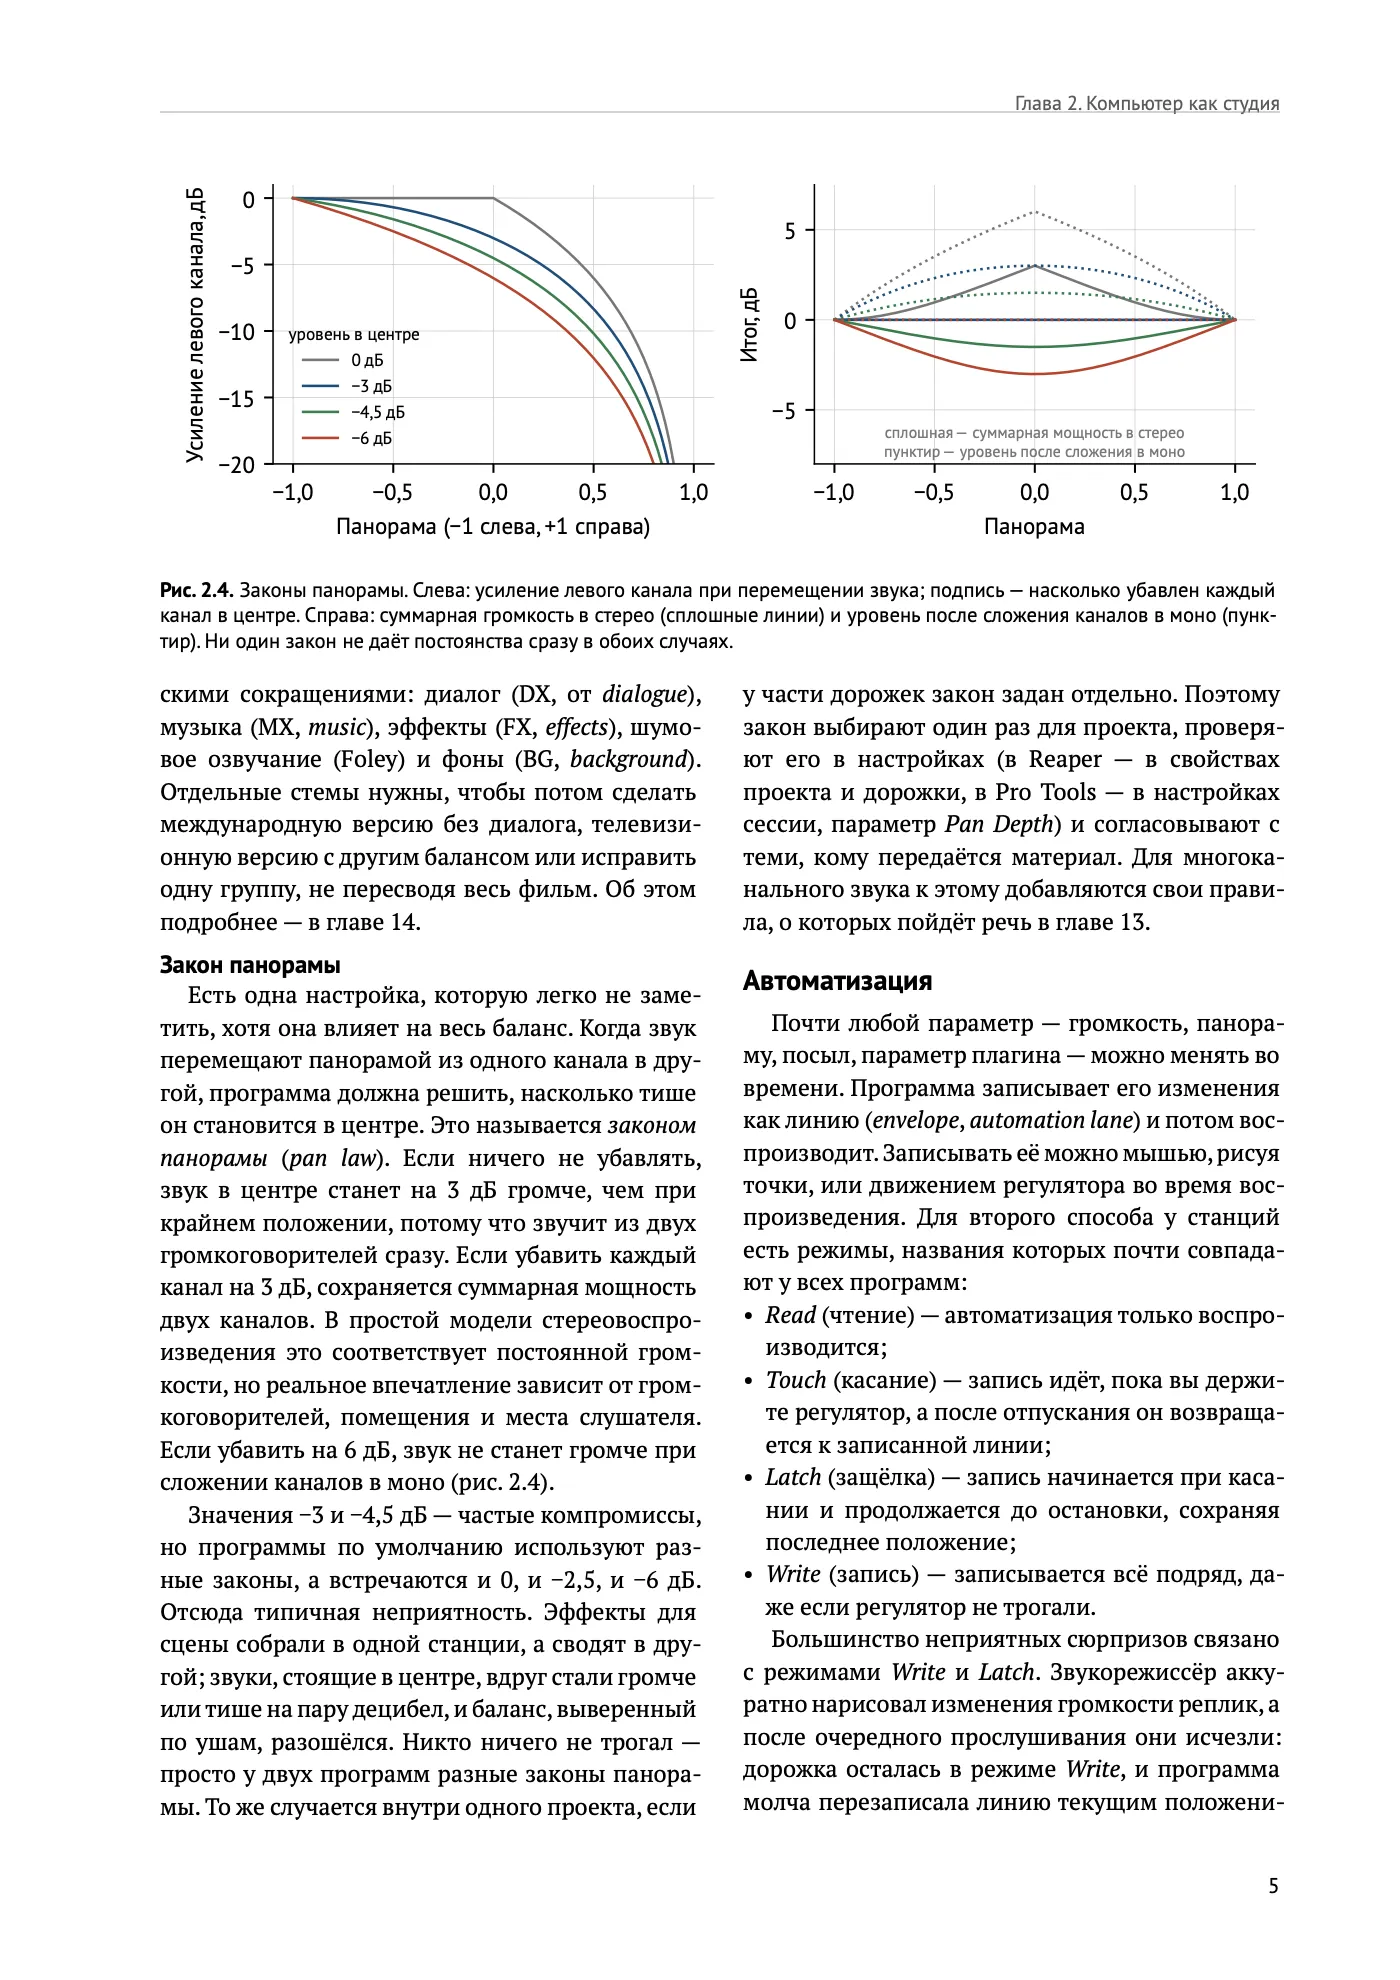 Глава 2. Компьютер как студия
Усиление левого канала, дБ
0
−5
−10
−15
−20
уровень в центре
0 дБ
−3 дБ
−4,5 дБ
−6 дБ
−1,0
−0,5
0,0
0,5
1,0
Панорама (−1 слева, +1 справа)
Итог, дБ
5
0
−5
сплошная — суммарная мощность в стерео
пунктир — уровень после сложения в моно
−1,0
−0,5
0,0
0,5
1,0
Панорама
Рис. 2.4. Законы панорамы. Слева: усиление левого канала при перемещении звука; подпись — насколько убавлен каждый
канал в центре. Справа: суммарная громкость в стерео (сплошные линии) и уровень после сложения каналов в моно (пунк-
тир). Ни один закон не даёт постоянства сразу в обоих случаях.
скими сокращениями: диалог (DX, от dialogue),
музыка (MX, music), эффекты (FX, effects), шумо-
вое озвучание (Foley) и фоны (BG, background).
Отдельные стемы нужны, чтобы потом сделать
международную версию без диалога, телевизи-
онную версию с другим балансом или исправить
одну группу, не пересводя весь фильм. Об этом
подробнее — в главе 14.
Закон панорамы
Есть одна настройка, которую легко не заме-
тить, хотя она влияет на весь баланс. Когда звук
перемещают панорамой из одного канала в дру-
гой, программа должна решить, насколько тише
он становится в центре. Это называется законом
панорамы (pan law). Если ничего не убавлять,
звук в центре станет на 3 дБ громче, чем при
крайнем положении, потому что звучит из двух
громкоговорителей сразу. Если убавить каждый
канал на 3 дБ, сохраняется суммарная мощность
двух каналов. В простой модели стереовоспро-
изведения это соответствует постоянной гром-
кости, но реальное впечатление зависит от гром-
коговорителей, помещения и места слушателя.
Если убавить на 6 дБ, звук не станет громче при
сложении каналов в моно (рис. 2.4).
Значения −3 и −4,5 дБ — частые компромиссы,
но программы по умолчанию используют раз-
ные законы, а встречаются и 0, и −2,5, и −6 дБ.
Отсюда типичная неприятность. Эффекты для
сцены собрали в одной станции, а сводят в дру-
гой; звуки, стоящие в центре, вдруг стали громче
или тише на пару децибел, и баланс, выверенный
по ушам, разошёлся. Никто ничего не трогал —
просто у двух программ разные законы панора-
мы. То же случается внутри одного проекта, если
у части дорожек закон задан отдельно. Поэтому
закон выбирают один раз для проекта, проверя-
ют его в настройках (в Reaper — в свойствах
проекта и дорожки, в Pro Tools — в настройках
сессии, параметр Pan Depth) и согласовывают с
теми, кому передаётся материал. Для многока-
нального звука к этому добавляются свои прави-
ла, о которых пойдёт речь в главе 13.
Автоматизация
Почти любой параметр — громкость, панора-
му, посыл, параметр плагина — можно менять во
времени. Программа записывает его изменения
как линию (envelope, automation lane) и потом вос-
производит. Записывать её можно мышью, рисуя
точки, или движением регулятора во время вос-
произведения. Для второго способа у станций
есть режимы, названия которых почти совпада-
ют у всех программ:
• Read (чтение) — автоматизация только воспро-
изводится;
• Touch (касание) — запись идёт, пока вы держи-
те регулятор, а после отпускания он возвраща-
ется к записанной линии;
• Latch (защёлка) — запись начинается при каса-
нии и продолжается до остановки, сохраняя
последнее положение;
• Write (запись) — записывается всё подряд, да-
же если регулятор не трогали.
Большинство неприятных сюрпризов связано
с режимами Write и Latch. Звукорежиссёр акку-
ратно нарисовал изменения громкости реплик, а
после очередного прослушивания они исчезли:
дорожка осталась в режиме Write, и программа
молча перезаписала линию текущим положени-
5